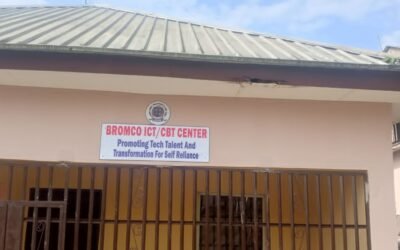 BROMCO ICT/CBT CENTER
Promoting Tech Talent And
Transformation For Self Reliance